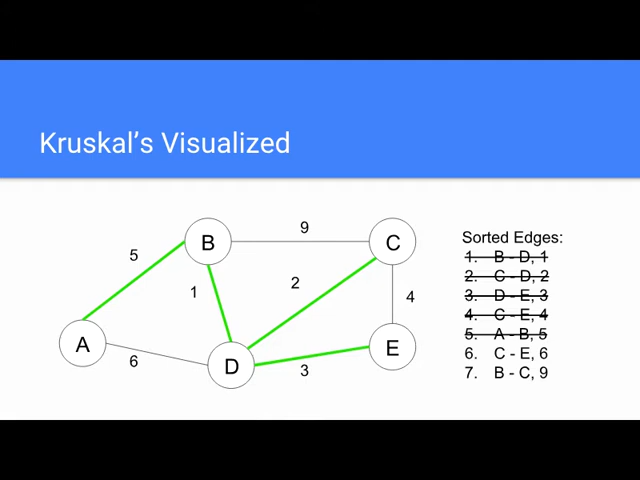 Kruskal's Visualized
9
B
C
5
Sorted Edges:
1. B - D, 1
2. C - D, 2
3. D - E, 3
4. C - E, 4
5. A - B, 5
6. C - E, 6
7. B - C, 9
2
1
4
A
E
6
D
3